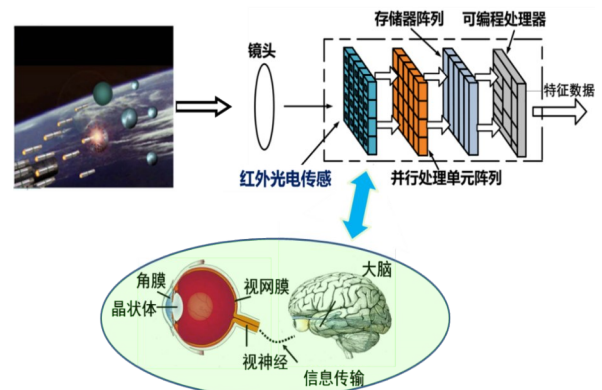 存储器阵列
可编程处理器
镜头
特征数据
红外光电传感
并行处理单元阵列
角膜
视网膜
大脑
晶状体
视神经
信息传输